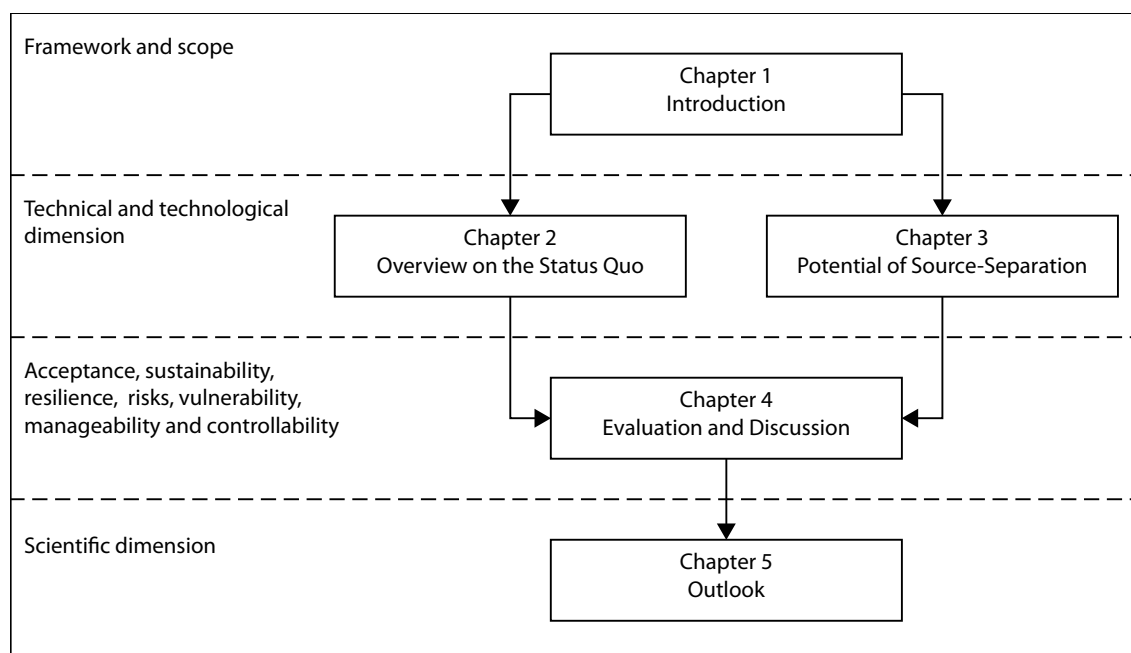 Framework and scope
Chapter 1
Introduction
Technical and technological
dimension
Chapter 2
Overview on the Status Quo
Chapter 3
Potential of Source-Separation
Acceptance, sustainability,
resilience, risks, vulnerability,
manageability and controllability
Chapter 4
Evaluation and Discussion
Scientific dimension
Chapter 5
Outlook